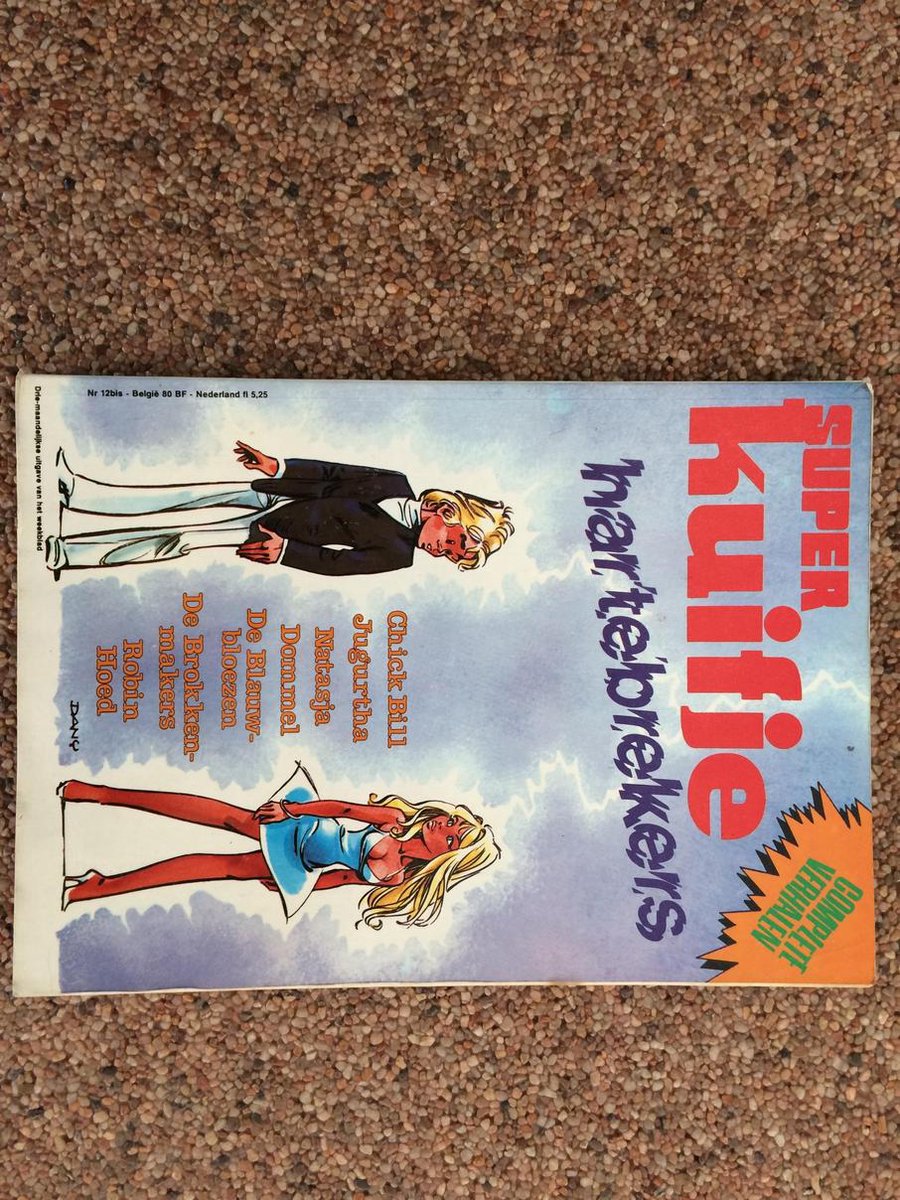 SUPER
kuifje
COMPLETE
VERHALEN
hartebrekers
Nr 12bis - België 80 BF - Nederland fl 5,25
Chick Bill
Jugurtha
Dommel
Natasja
De Blauw-
bloezen
De Brokken-
makers
Robin
Hoed
DANY
Drie-maandelijkse uitgave van het weekblad